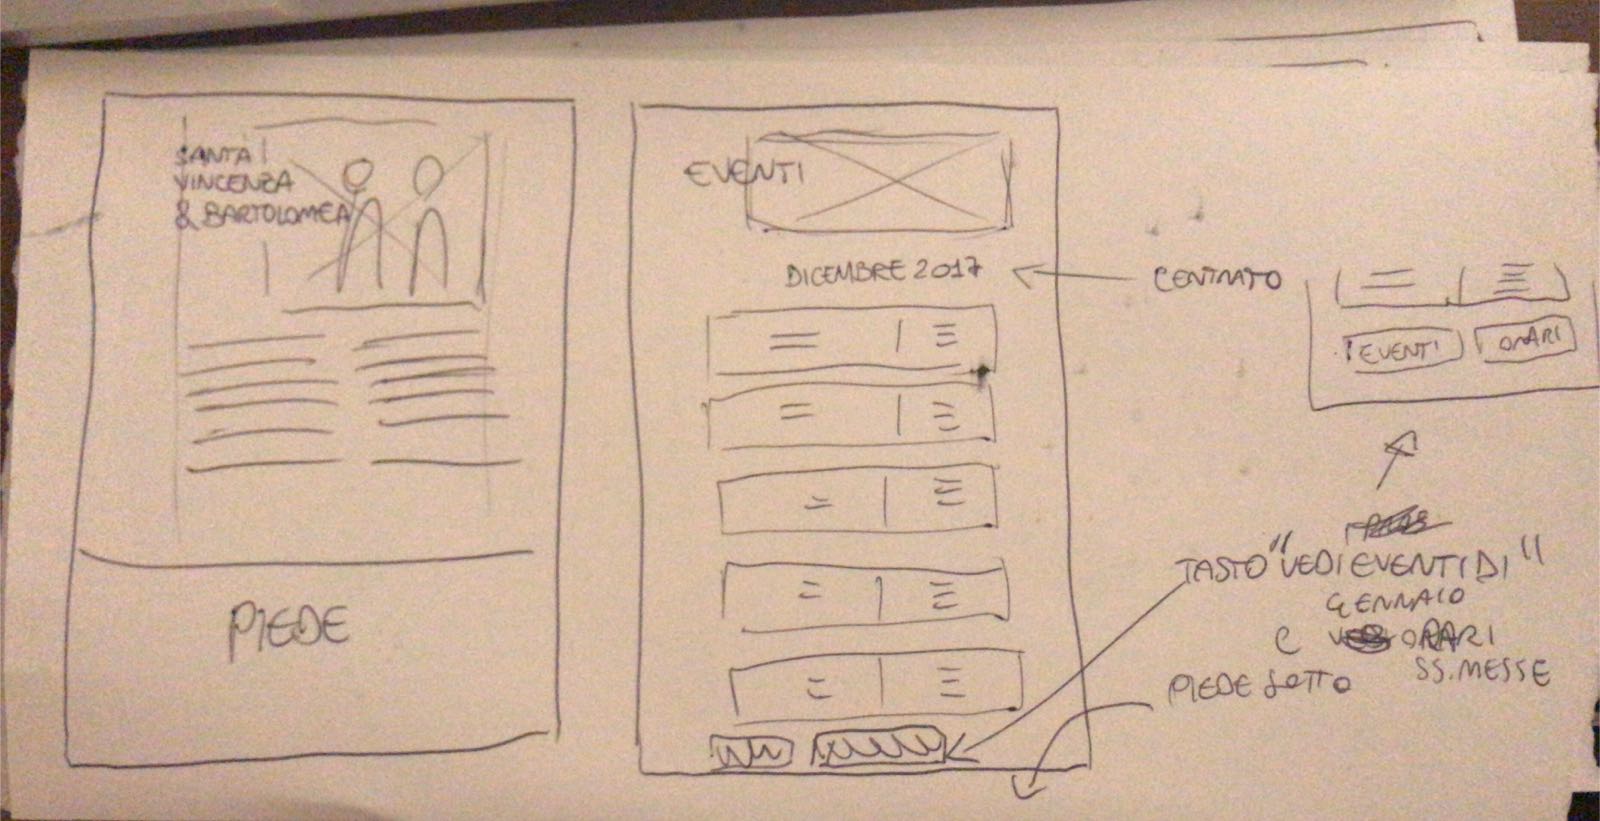 SANTA
VINCENZA
& BARTOLOMEA
PIEDE
EVENTI
DICEMBRE 2017
CENTRATO
EVENTI
ORARI
TASTO "VEDI EVENTI DI"
GENNAIO
E ORARI
SS. MESSE
PIEDE SOTTO